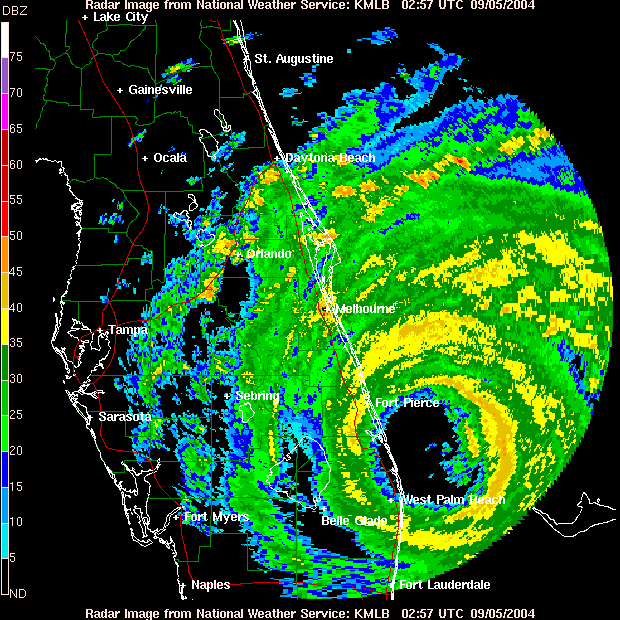 Radar Image from National Weather Service: KMLB 02:57 UTC 09/05/2004
DBZ
Lake City
St. Augustine
75
Gainesville
70
65
Ocala
Daytona Beach
60
55
50
Orlando
45
40
Melbourne
Tampa
35
30
Sebring
Fort Pierce
25
Sarasota
20
15
West Palm Beach
10
Fort Myers
Belle Glade
5
Naples
Fort Lauderdale
ND
Radar Image from National Weather Service: KMLB 02:57 UTC 09/05/2004